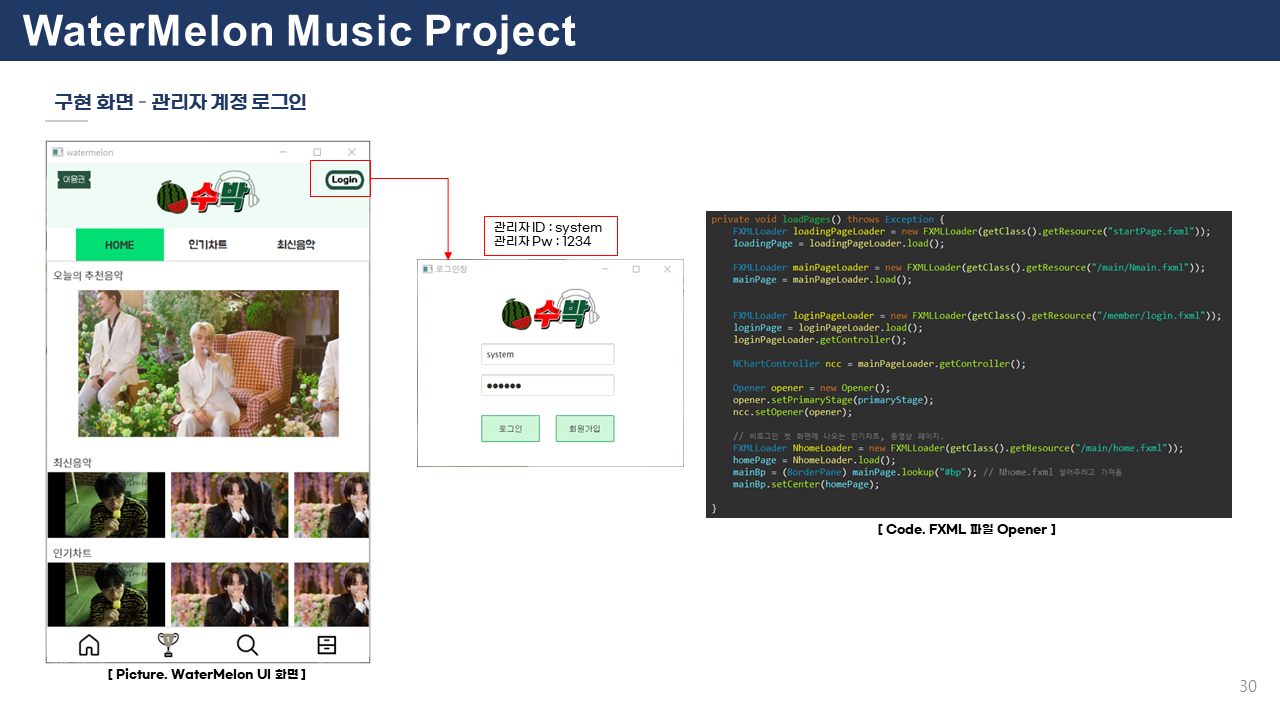 WaterMelon Music Project
구현 화면 - 관리자 계정 로그인
watermelon
이용권
수박
Login
HOME
인기차트
최신음악
오늘의 추천음악
최신음악
인기차트
[ Picture. WaterMelon UI 화면 ]
관리자 ID : system
관리자 Pw : 1234
로그인창
수박
system
●●●●●●
로그인
회원가입
private void loadPages() throws Exception {
FXMLLoader loadingPageLoader = new FXMLLoader(getClass().getResource("startPage.fxml"));
loadingPage = loadingPageLoader.load();
FXMLLoader mainPageLoader = new FXMLLoader(getClass().getResource("/main/Nmain.fxml"));
mainPage = mainPageLoader.load();
FXMLLoader loginPageLoader = new FXMLLoader(getClass().getResource("/member/login.fxml"));
loginPage = loginPageLoader.load();
loginPageLoader.getController();
NChartController ncc = mainPageLoader.getController();
Opener opener = new Opener();
opener.setPrimaryStage(primaryStage);
ncc.setOpener(opener);
// 비로그인 첫 화면에 나오는 인기차트, 동영상 페이지.
FXMLLoader NhomeLoader = new FXMLLoader(getClass().getResource("/main/home.fxml"));
homePage = NhomeLoader.load();
mainBp = (BorderPane) mainPage.lookup("#bp"); // Nhome.fxml 넣어주려고 가져옴
mainBp.setCenter(homePage);
}
[ Code. FXML 파일 Opener ]
30